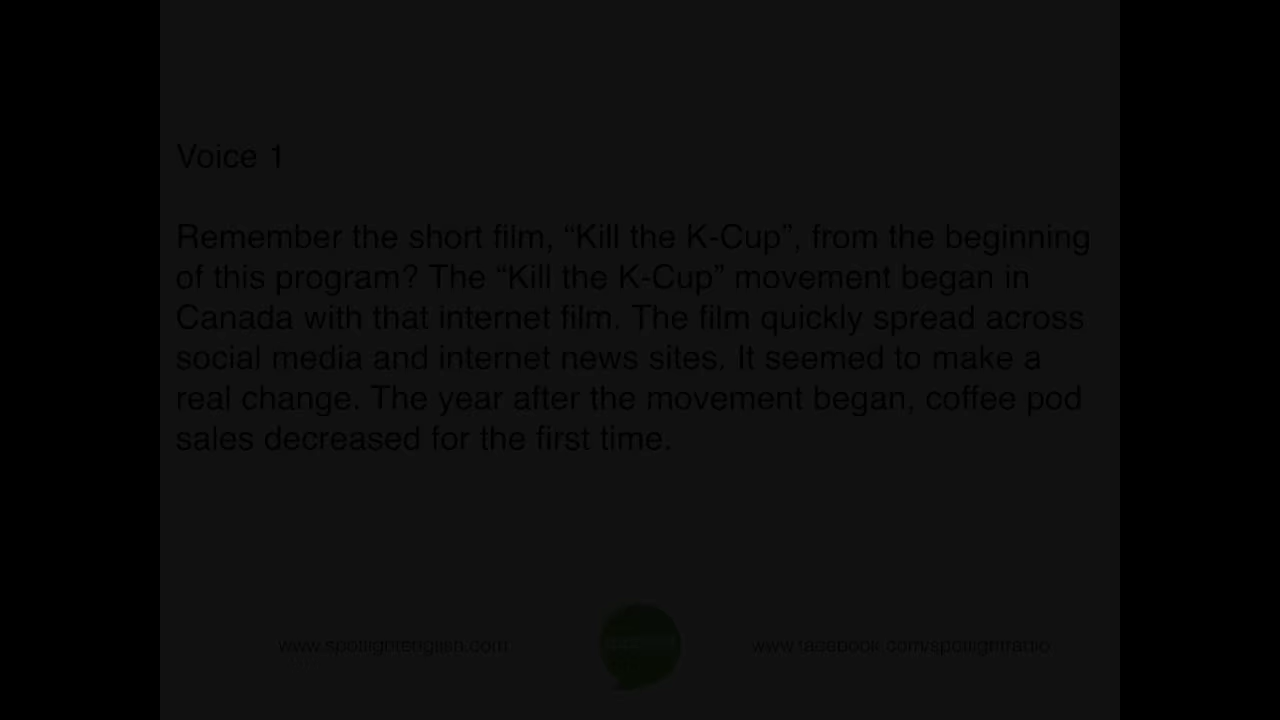 Voice 1
Remember the short film, “Kill the K-Cup”, from the beginning
of this program? The “Kill the K-Cup” movement began in
Canada with that internet film. The film quickly spread across
social media and internet news sites. It seemed to make a
real change. The year after the movement began, coffee pod
sales decreased for the first time.
www.spotlightenglish.com
www.facebook.com/spotlightradio